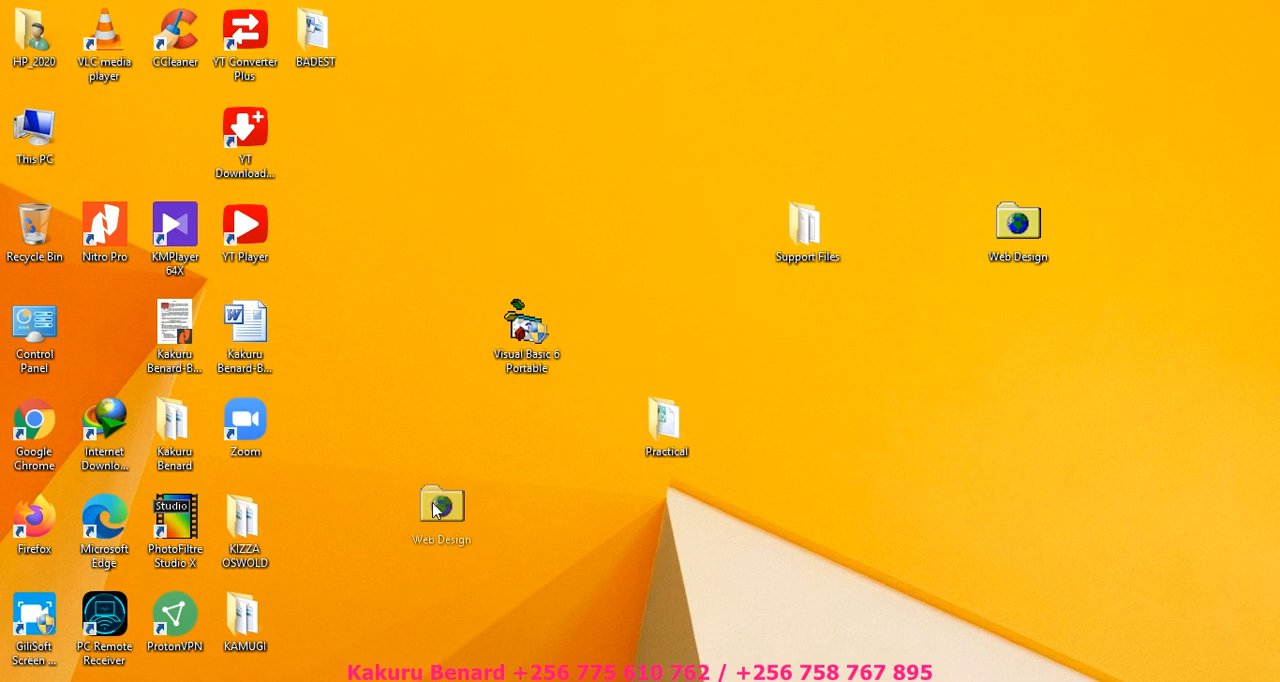 HP_2020
VLC media
player
CCleaner
YT Converter
Plus
BADEST
This PC
YT
Download...
Recycle Bin
Nitro Pro
KMPlayer
64X
YT Player
Support Files
Web Design
Control
Panel
Kakuru
Benard-B...
Kakuru
Benard-B...
Visual Basic 6
Portable
Google
Chrome
Internet
Downlo...
Kakuru
Benard
Zoom
Practical
Studio
Firefox
Microsoft
Edge
PhotoFiltre
Studio X
KIZZA
OSWOLD
Web Design
GiliSoft
Screen ...
PC Remote
Receiver
ProtonVPN
KAMUGI
Kakuru Benard +256 775 610 762 / +256 758 767 895